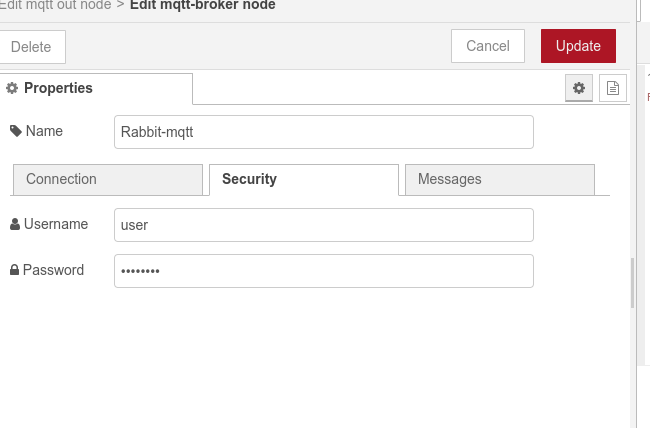 Edit mqtt out node > Edit mqtt-broker node
Delete
Cancel
Update
Properties
Name
Rabbit-mqtt
Connection
Security
Messages
Username
user
Password
••••••••